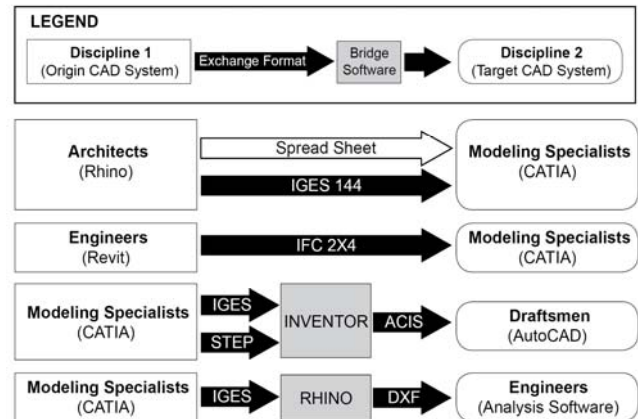 LEGEND
Discipline 1
(Origin CAD System)
Exchange Format
Bridge
Software
Discipline 2
(Target CAD System)
Architects
(Rhino)
Spread Sheet
IGES 144
Modeling Specialists
(CATIA)
Engineers
(Revit)
IFC 2X4
Modeling Specialists
(CATIA)
Modeling Specialists
(CATIA)
IGES
STEP
INVENTOR
ACIS
Draftsmen
(AutoCAD)
Modeling Specialists
(CATIA)
IGES
RHINO
DXF
Engineers
(Analysis Software)